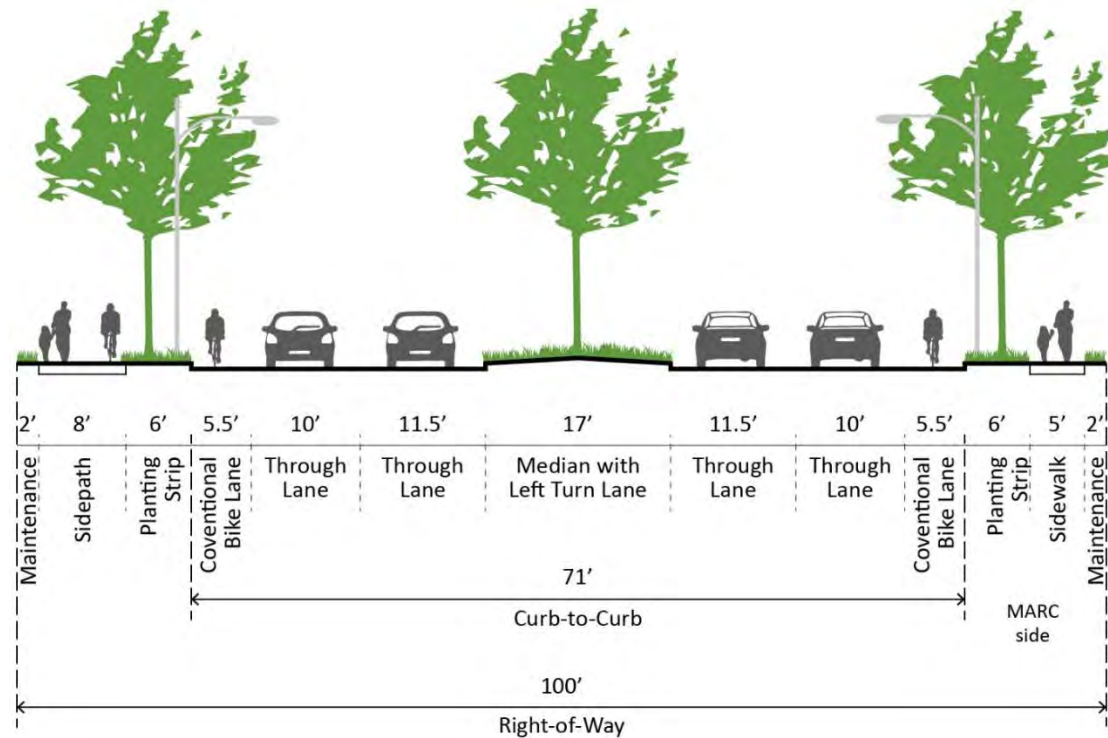 2’ 8’ 6’ 5.5’ 10’ 11.5’ 17’ 11.5’ 10’ 5.5’ 6’ 5’ 2’
Maintenance
Sidepath
Planting
Strip
Coventional
Bike Lane
Through
Lane
Through
Lane
Median with
Left Turn Lane
Through
Lane
Through
Lane
Coventional
Bike Lane
Planting
Strip
Sidewalk
Maintenance
71’
Curb-to-Curb
MARC
side
100’
Right-of-Way